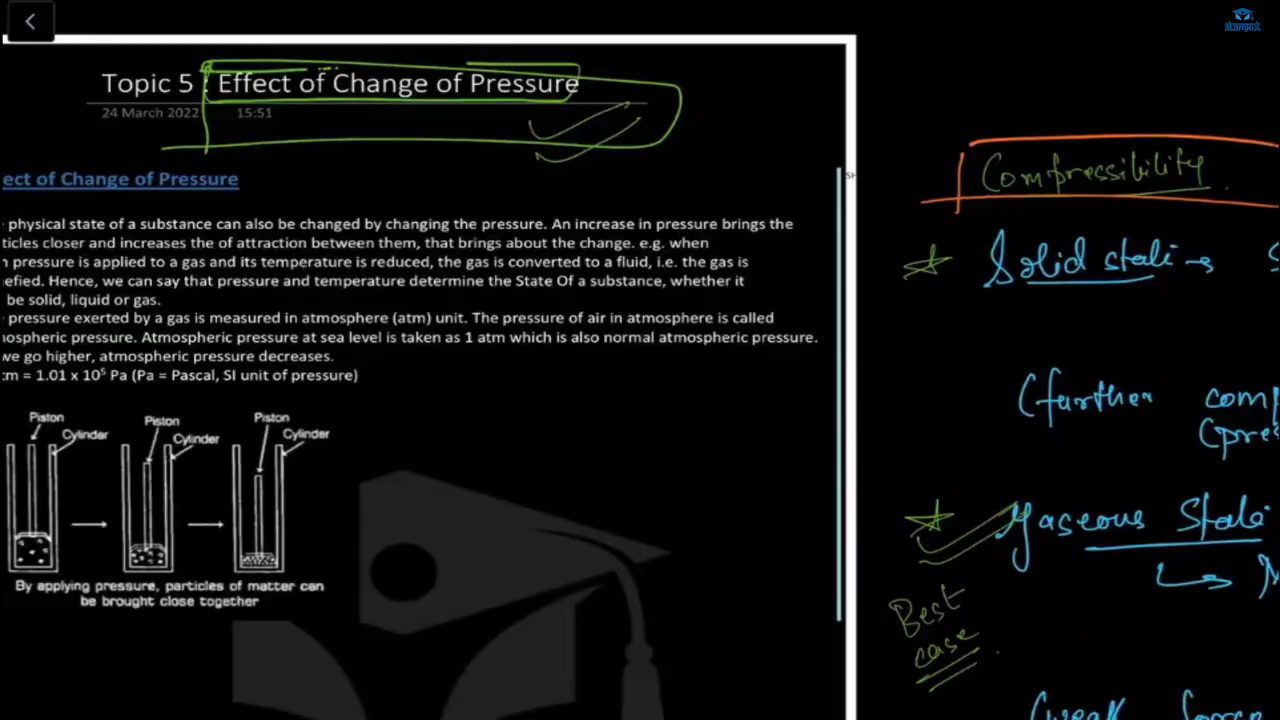 alamkul
Topic 5 : Effect of Change of Pressure
24 March 2022 15:51
ect of Change of Pressure
physical state of a substance can also be changed by changing the pressure. An increase in pressure brings the
ticles closer and increases the of attraction between them, that brings about the change. e.g. when
n pressure is applied to a gas and its temperature is reduced, the gas is converted to a fluid, i.e. the gas is
efied. Hence, we can say that pressure and temperature determine the State Of a substance, whether it
be solid, liquid or gas.
pressure exerted by a gas is measured in atmosphere (atm) unit. The pressure of air in atmosphere is called
nospheric pressure. Atmospheric pressure at sea level is taken as 1 atm which is also normal atmospheric pressure.
we go higher, atmospheric pressure decreases.
m = 1.01 x 10⁵ Pa (Pa = Pascal, SI unit of pressure)
Piston Piston Piston
Cylinder Cylinder Cylinder
By applying pressure, particles of matter can
be brought close together
Compressibility
Solid state → S
(further comp
(pres
Gaseous State
Best
case
(weak force